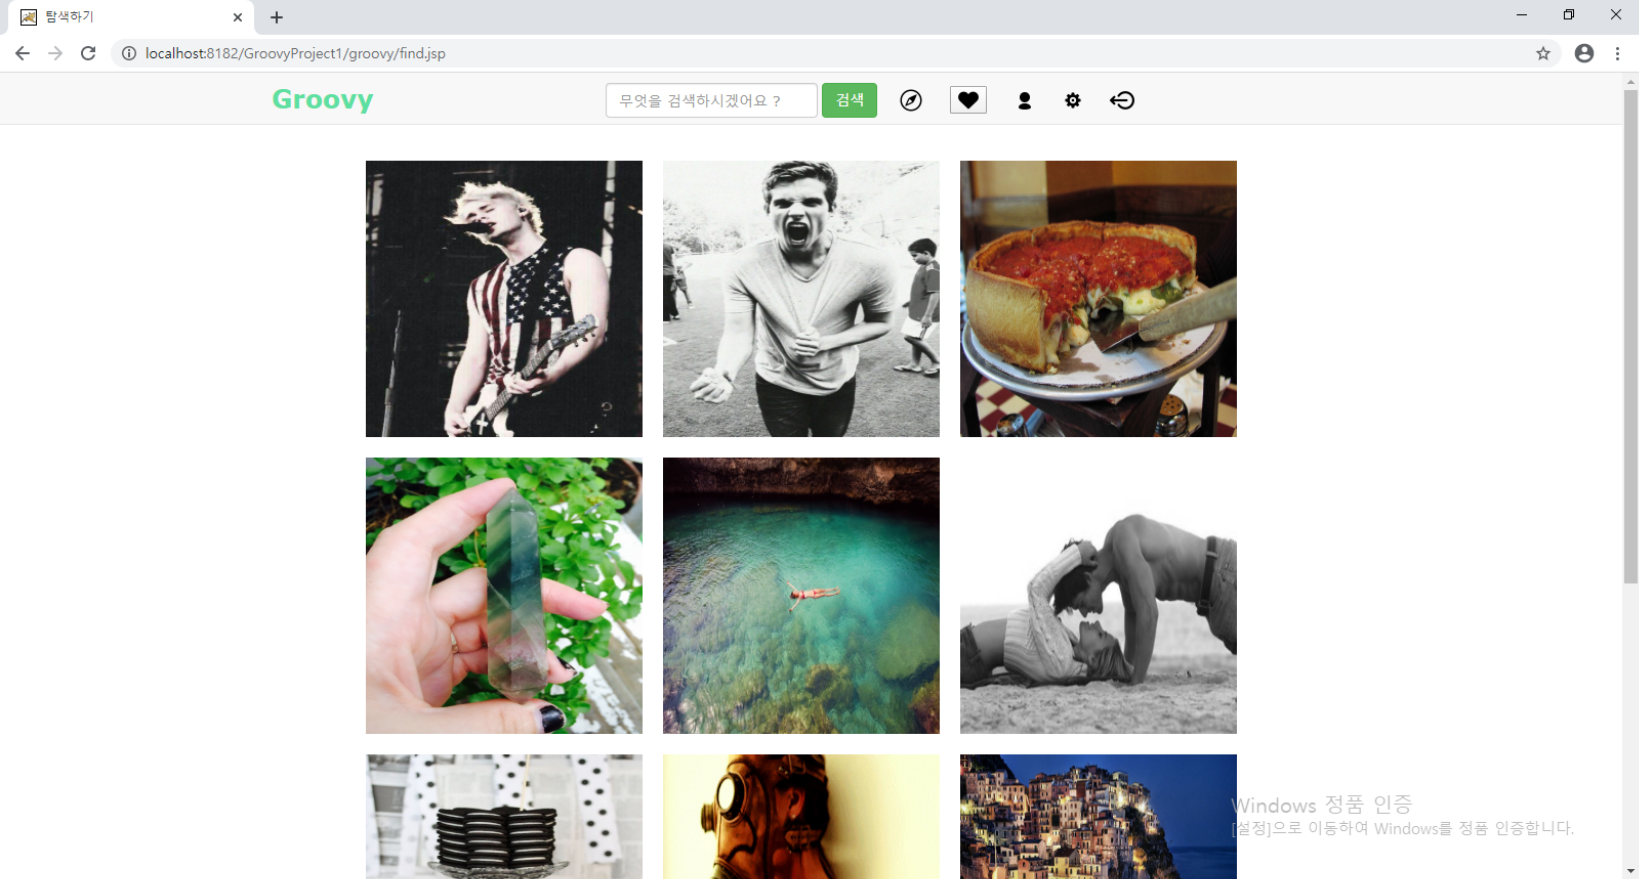 탐색하기
localhost:8182/GroovyProject1/groovy/find.jsp
Groovy
무엇을 검색하시겠어요 ?
검색
Windows 정품 인증
[설정]으로 이동하여 Windows를 정품 인증합니다.